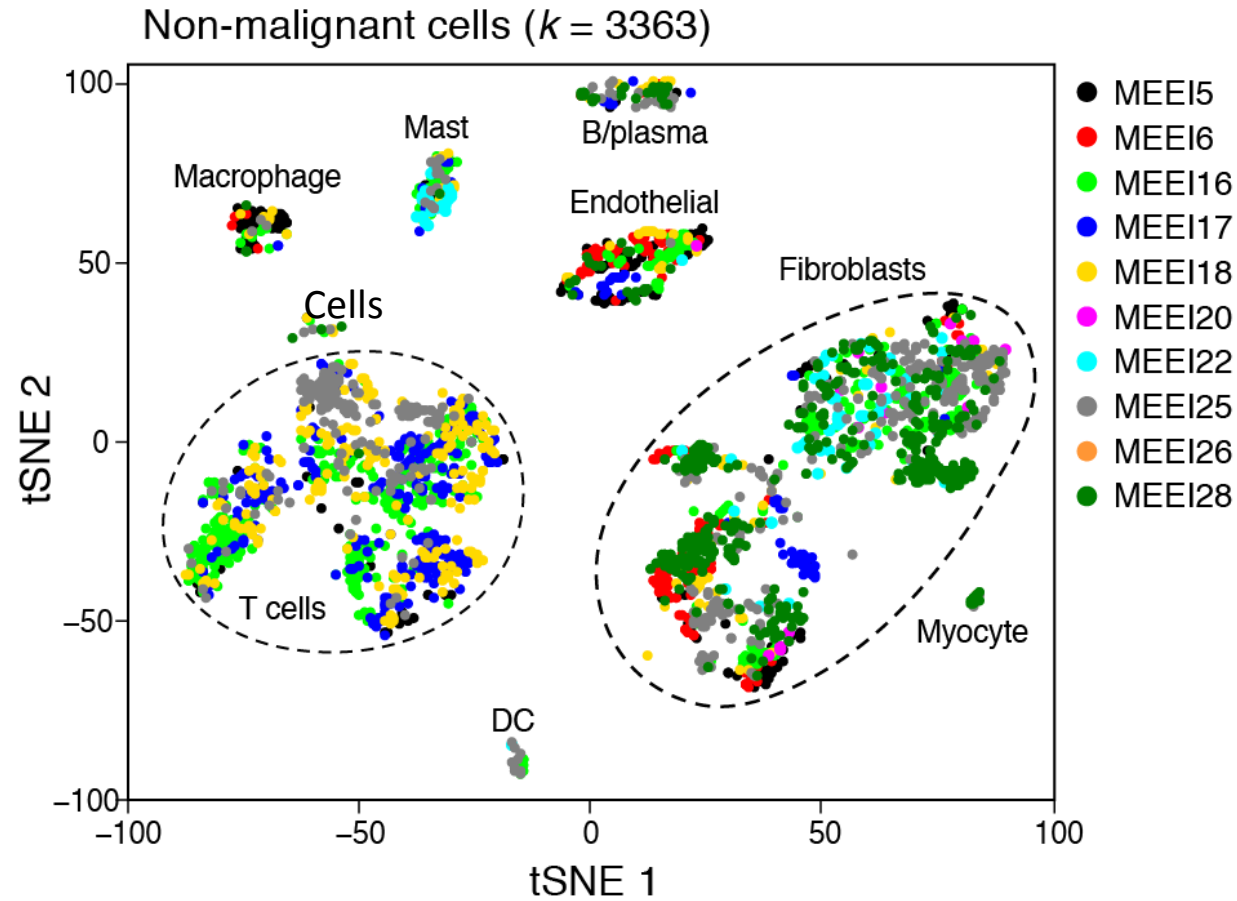 Non-malignant cells (k = 3363)
100
50
0
−50
−100
tSNE 2
−100
−50
0
50
100
tSNE 1
B/plasma
Mast
Macrophage
Endothelial
Fibroblasts
Cells
T cells
Myocyte
DC
MEEI5
MEEI6
MEEI16
MEEI17
MEEI18
MEEI20
MEEI22
MEEI25
MEEI26
MEEI28